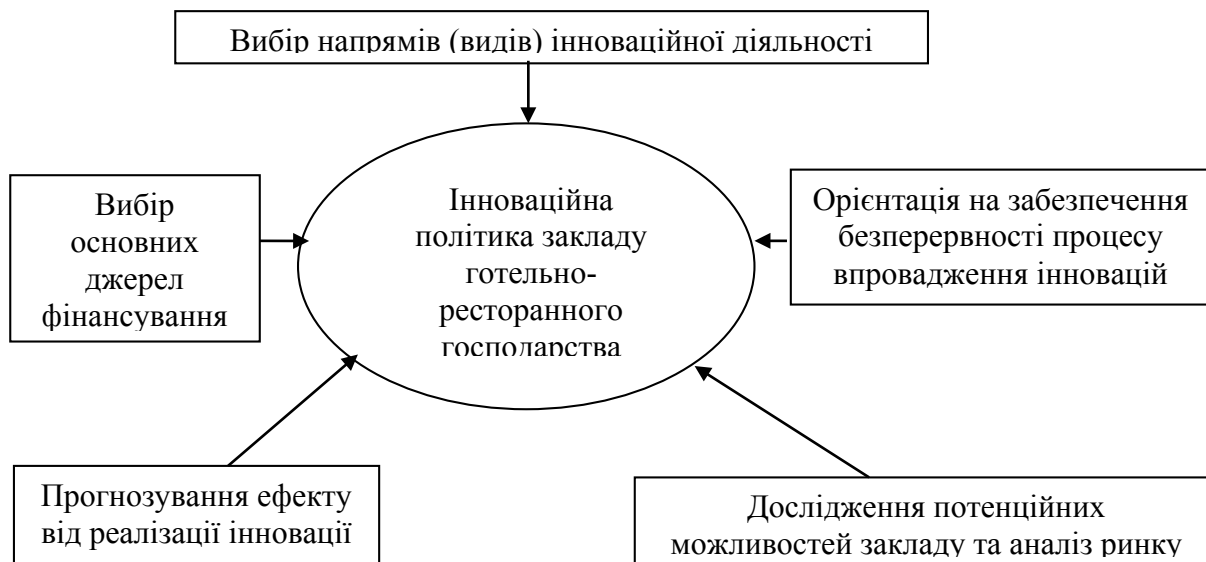 Вибір напрямів (видів) інноваційної діяльності
Вибір
основних
джерел
фінансування
Інноваційна
політика закладу
готельно-
ресторанного
господарства
Орієнтація на забезпечення
безперервності процесу
впровадження інновацій
Прогнозування ефекту
від реалізації інновації
Дослідження потенційних
можливостей закладу та аналіз ринку